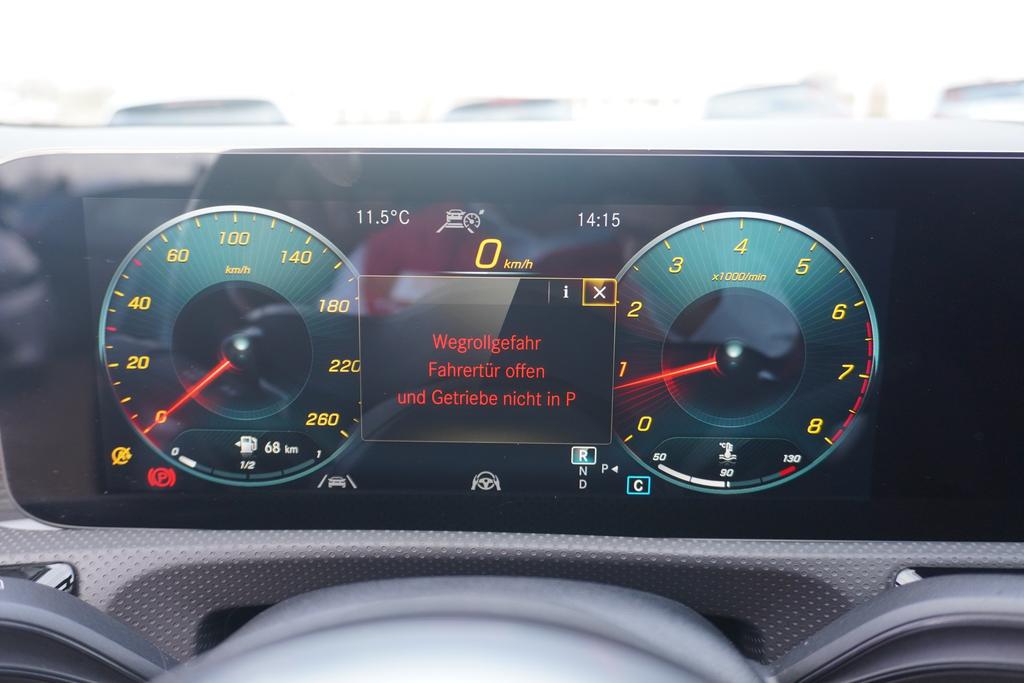 11.5°C
14:15
0 km/h
i ×
Wegrollgefahr
Fahrertür offen
und Getriebe nicht in P
0
20
40
60
100
140
180
220
260
km/h
0 1/2 1
68 km
0
1
2
3
4
5
6
7
8
x1000/min
°C
50 90 130
P
R
N
D
P
C